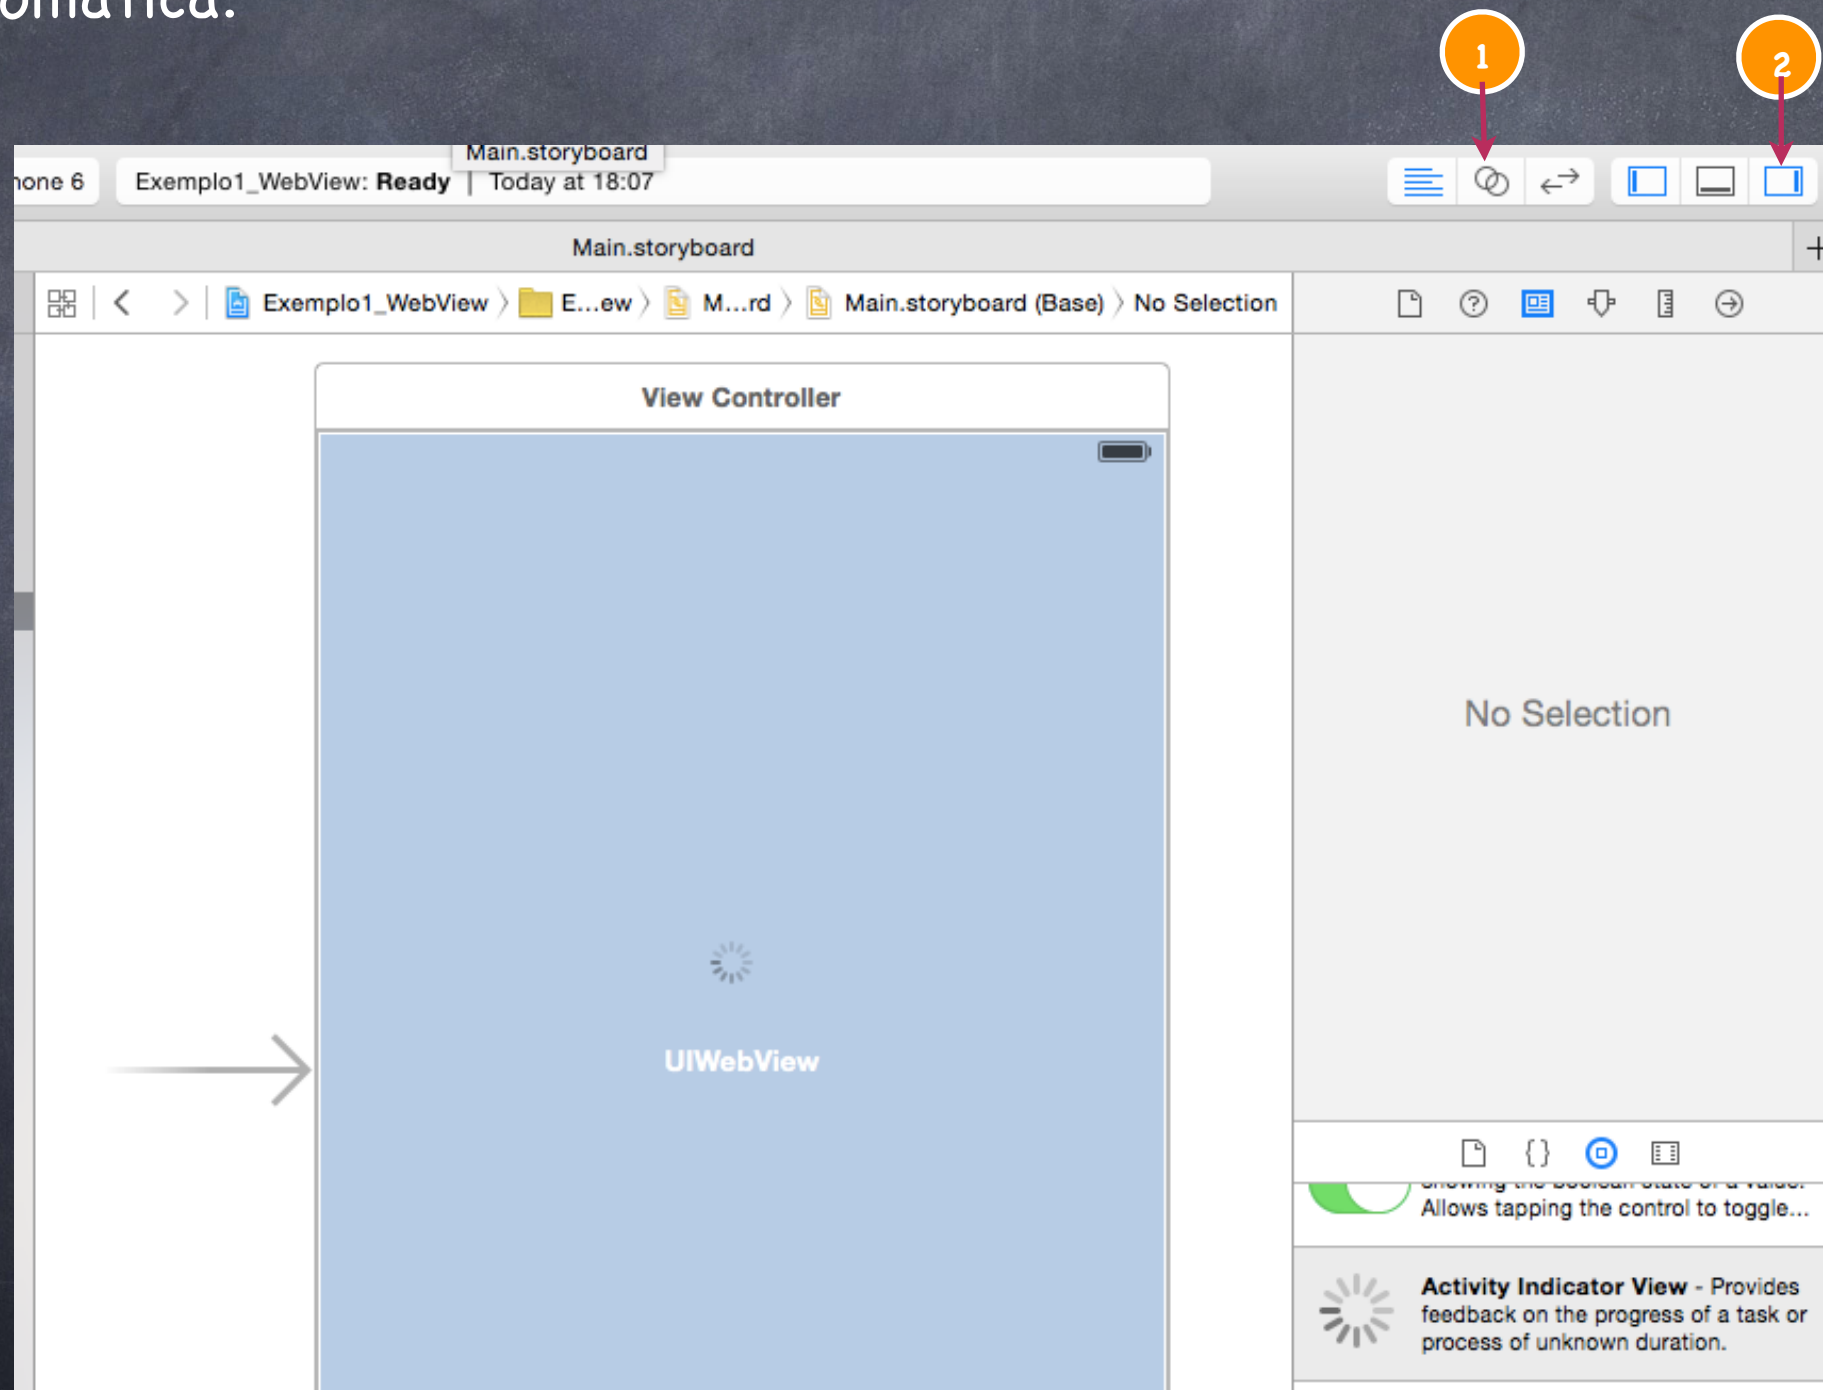 1
2
Main.storyboard
Exemplo1_WebView: Ready | Today at 18:07
Main.storyboard
Exemplo1_WebView E...ew M...rd Main.storyboard (Base) No Selection
View Controller
No Selection
UIWebView
Allows tapping the control to toggle...
Activity Indicator View - Provides
feedback on the progress of a task or
process of unknown duration.